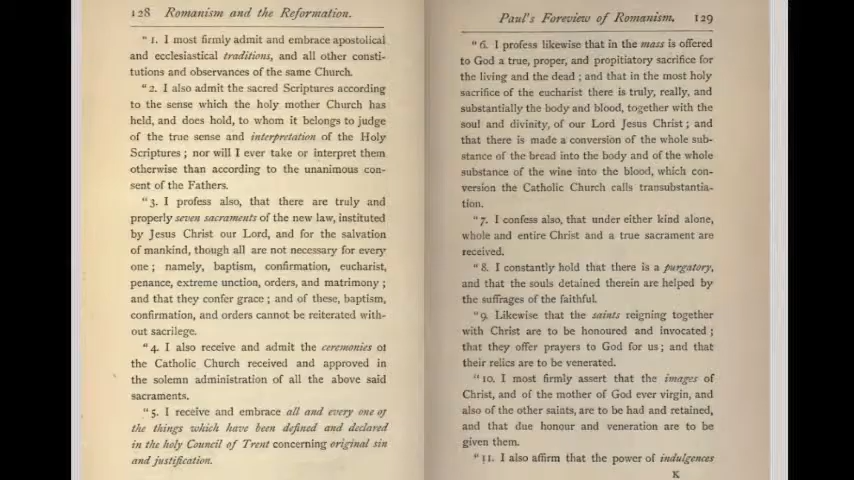 128 Romanism and the Reformation.
" 1. I most firmly admit and embrace apostolical
and ecclesiastical traditions, and all other consti-
tutions and observances of the same Church.
" 2. I also admit the sacred Scriptures according
to the sense which the holy mother Church has
held, and does hold, to whom it belongs to judge
of the true sense and interpretation of the Holy
Scriptures ; nor will I ever take or interpret them
otherwise than according to the unanimous con-
sent of the Fathers.
" 3. I profess also, that there are truly and
properly seven sacraments of the new law, instituted
by Jesus Christ our Lord, and for the salvation
of mankind, though all are not necessary for every
one ; namely, baptism, confirmation, eucharist,
penance, extreme unction, orders, and matrimony ;
and that they confer grace ; and of these, baptism,
confirmation, and orders cannot be reiterated with-
out sacrilege.
" 4. I also receive and admit the ceremonies of
the Catholic Church received and approved in
the solemn administration of all the above said
sacraments.
" 5. I receive and embrace all and every one of
the things which have been defined and declared
in the holy Council of Trent concerning original sin
and justification.
Paul's Foreview of Romanism. 129
" 6. I profess likewise that in the mass is offered
to God a true, proper, and propitiatory sacrifice for
the living and the dead ; and that in the most holy
sacrifice of the eucharist there is truly, really, and
substantially the body and blood, together with the
soul and divinity, of our Lord Jesus Christ ; and
that there is made a conversion of the whole sub-
stance of the bread into the body and of the whole
substance of the wine into the blood, which con-
version the Catholic Church calls transubstantia-
tion.
" 7. I confess also, that under either kind alone,
whole and entire Christ and a true sacrament are
received.
" 8. I constantly hold that there is a purgatory,
and that the souls detained therein are helped by
the suffrages of the faithful.
" 9. Likewise that the saints reigning together
with Christ are to be honoured and invocated ;
that they offer prayers to God for us ; and that
their relics are to be venerated.
" 10. I most firmly assert that the images of
Christ, and of the mother of God ever virgin, and
also of the other saints, are to be had and retained,
and that due honour and veneration are to be
given them.
" 11. I also affirm that the power of indulgences
K